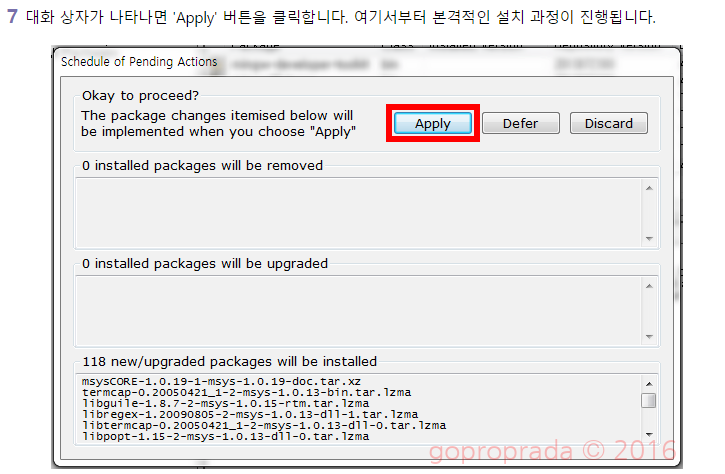 7 대화 상자가 나타나면 'Apply' 버튼을 클릭합니다. 여기서부터 본격적인 설치 과정이 진행됩니다.
Schedule of Pending Actions
Okay to proceed?
The package changes itemised below will
be implemented when you choose "Apply"
Apply
Defer
Discard
0 installed packages will be removed
0 installed packages will be upgraded
118 new/upgraded packages will be installed
msysCORE-1.0.19-1-msys-1.0.19-doc.tar.xz
termcap-0.20050421_1-2-msys-1.0.13-bin.tar.lzma
libguile-1.8.7-2-msys-1.0.15-rtm.tar.lzma
libregex-1.20090805-2-msys-1.0.13-dll-1.tar.lzma
libtermcap-0.20050421_1-2-msys-1.0.13-dll-0.tar.lzma
libpopt-1.15-2-msys-1.0.13-dll-0.tar.lzma
goproprada © 2016